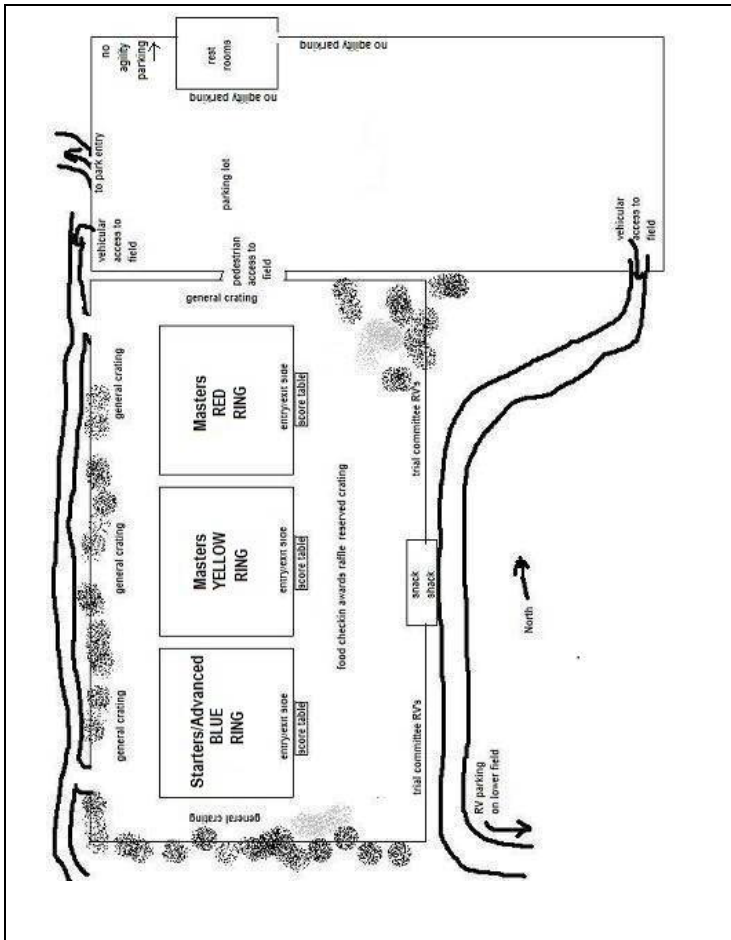 no
agility
parking
rest
rooms
no agility parking
no agility parking
to park entry
parking lot
vehicular
access to
field
pedestrian
access to
field
vehicular
access to
field
general crating
general crating
Masters
RED
RING
entry/exit side
score table
trial committee RV's
general crating
Masters
YELLOW
RING
entry/exit side
score table
food checkin awards raffle reserved crating
snack
shack
North
general crating
Starters/Advanced
BLUE
RING
entry/exit side
score table
trial committee RV's
RV parking
on lower field
general crating